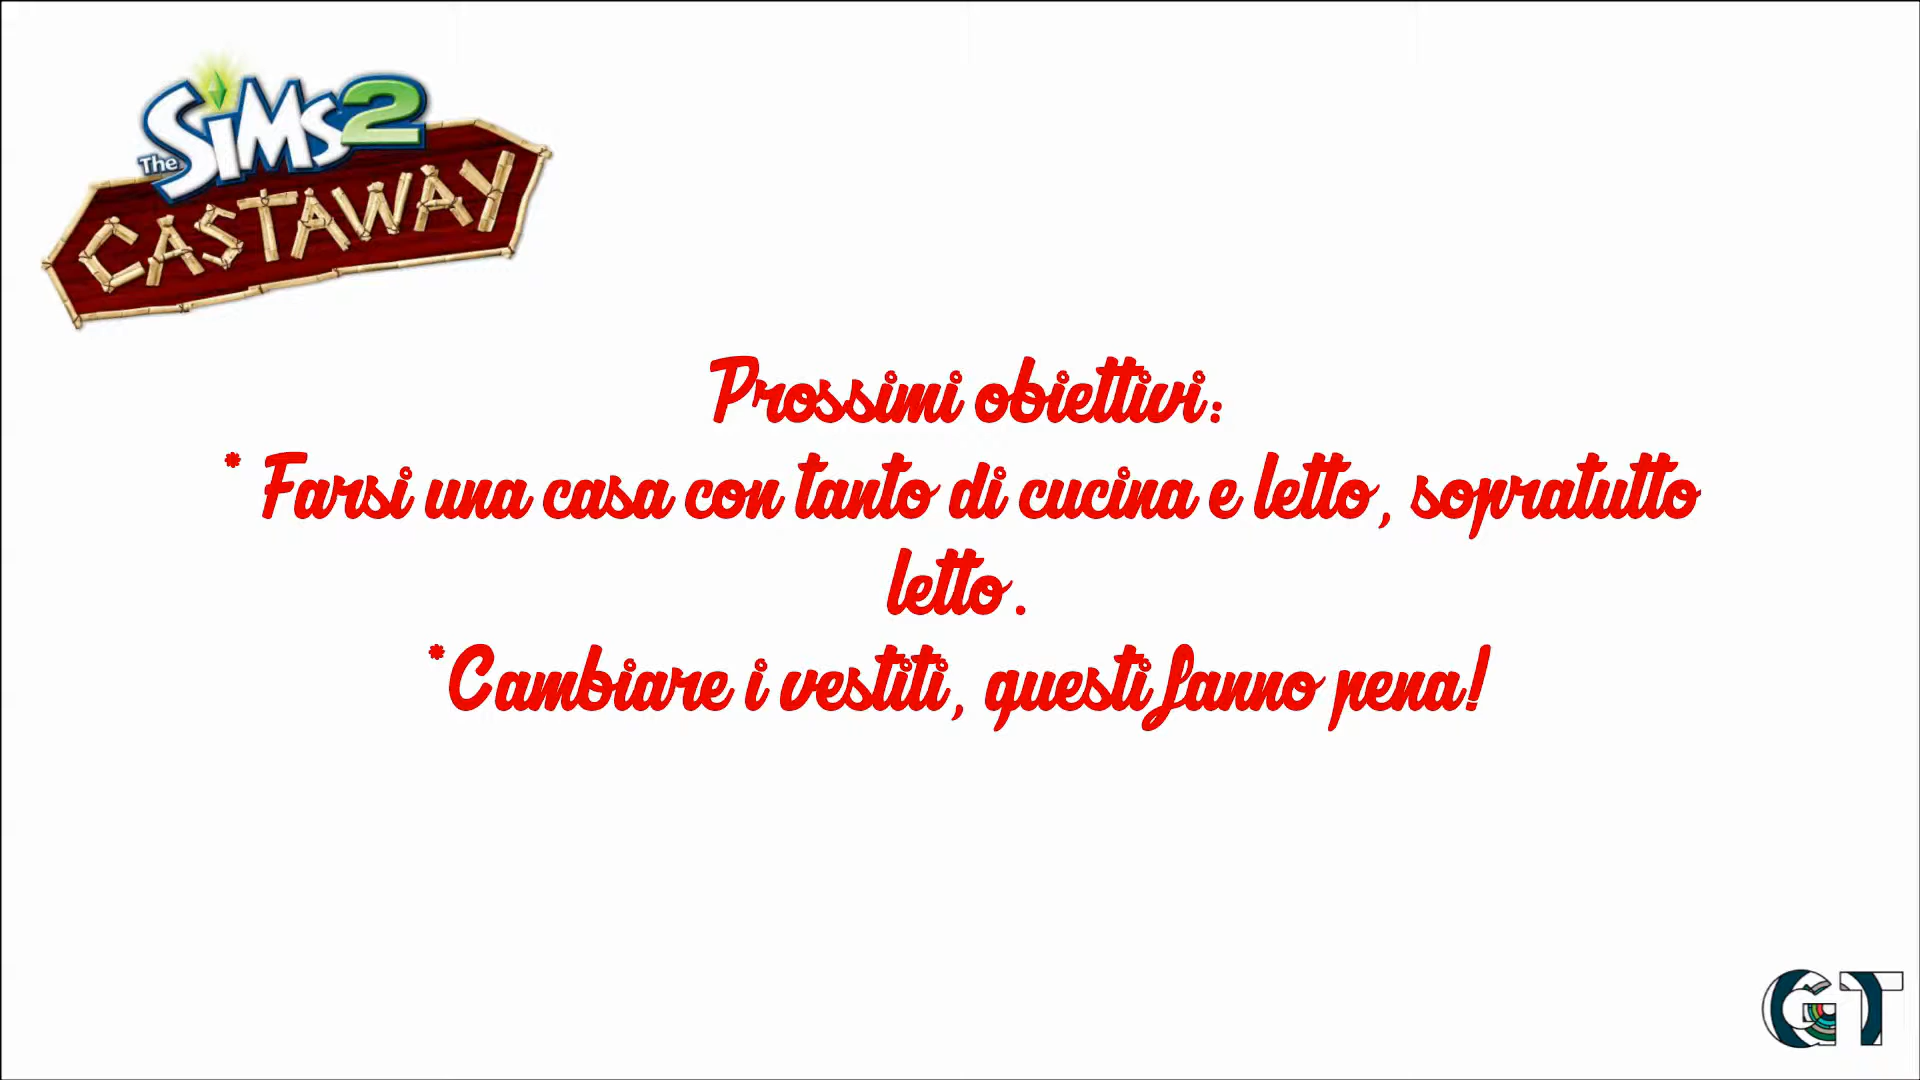 The Sims 2
CASTAWAY
Prossimi obiettivi:
* Farsi una casa con tanto di cucina e letto, sopratutto
letto.
*Cambiare i vestiti, questi fanno pena!
GT